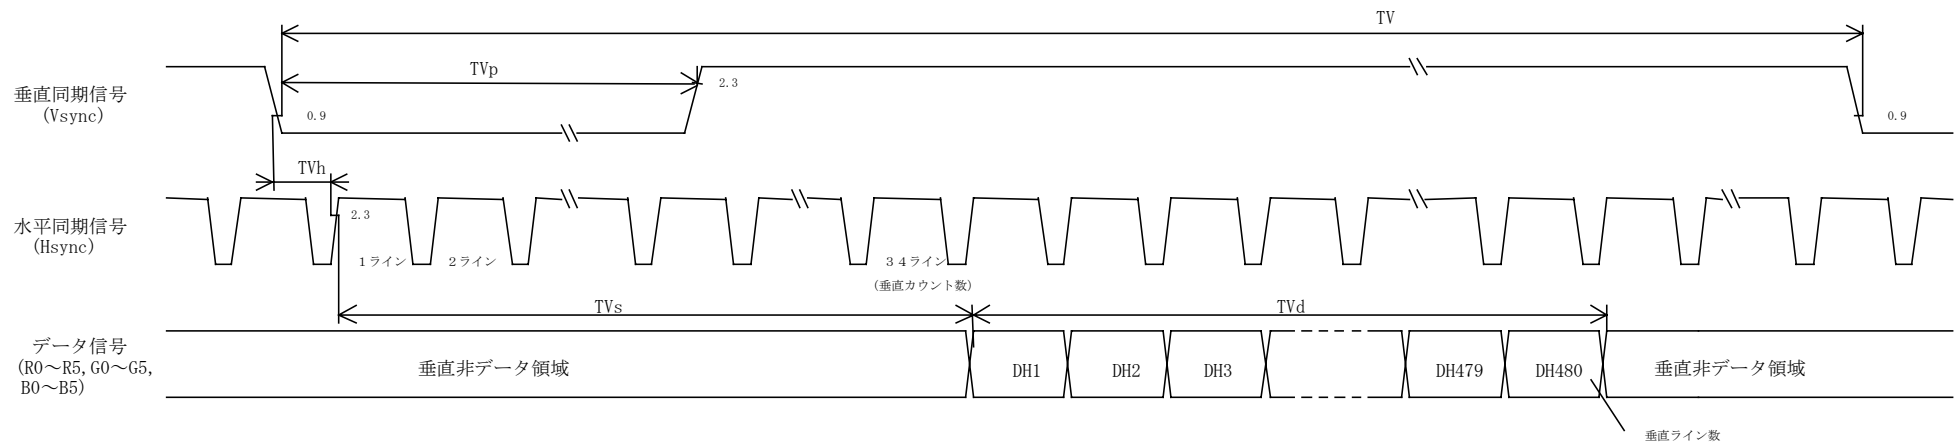 TV
TVp
垂直同期信号
(Vsync)
2.3
0.9
0.9
TVh
水平同期信号
(Hsync)
2.3
1ライン
2ライン
34ライン
(垂直カウント数)
TVs
TVd
データ信号
(R0～R5,G0～G5,
B0～B5)
垂直非データ領域
DH1
DH2
DH3
DH479
DH480
垂直非データ領域
垂直ライン数